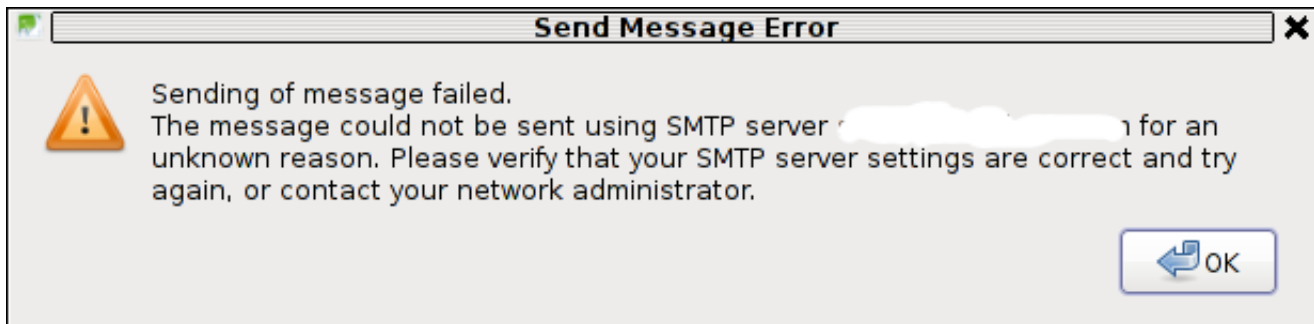 Send Message Error
Sending of message failed.
The message could not be sent using SMTP server for an
unknown reason. Please verify that your SMTP server settings are correct and try
again, or contact your network administrator.
OK